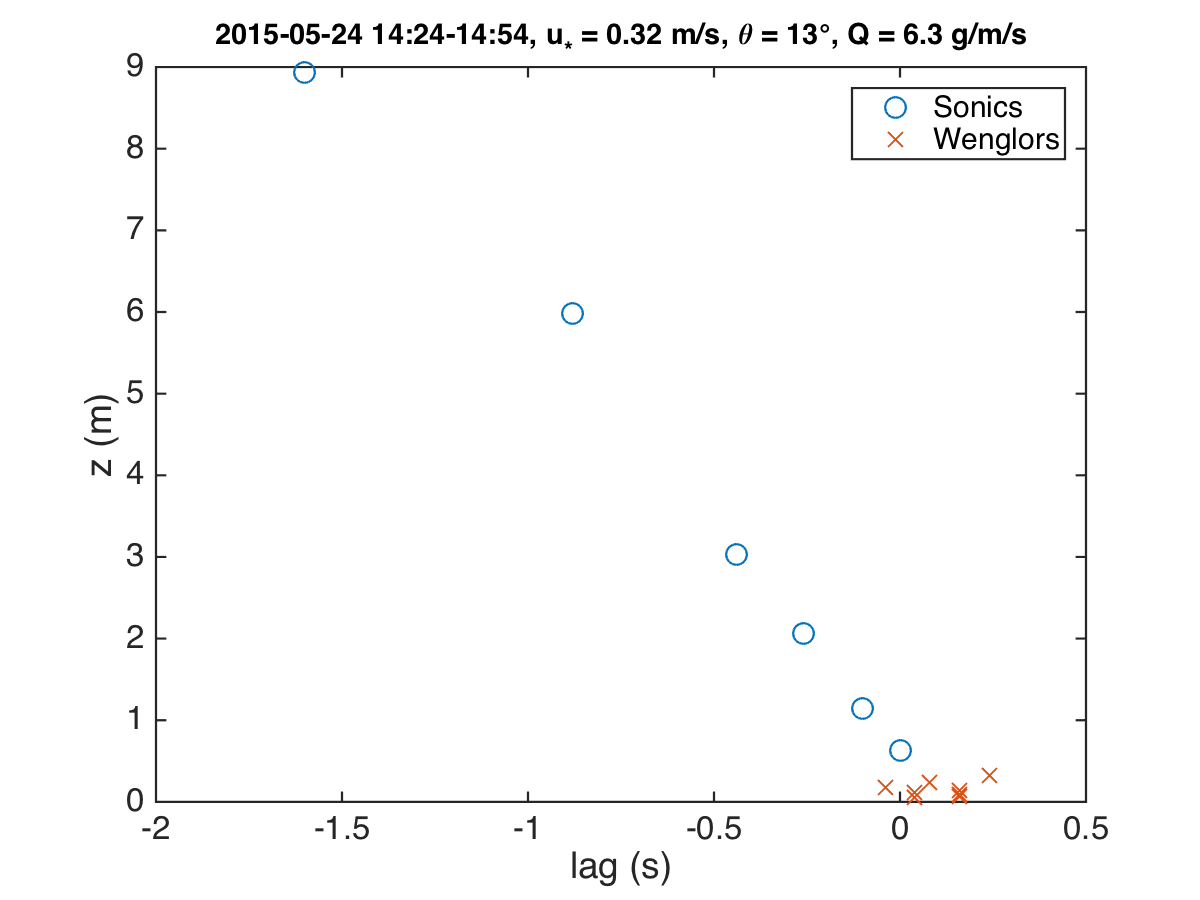 2015-05-24 14:24-14:54, u* = 0.32 m/s, θ = 13°, Q = 6.3 g/m/s
9
Sonics
Wenglors
8
7
6
5
z (m)
4
3
2
1
0
-2 -1.5 -1 -0.5 0 0.5
lag (s)